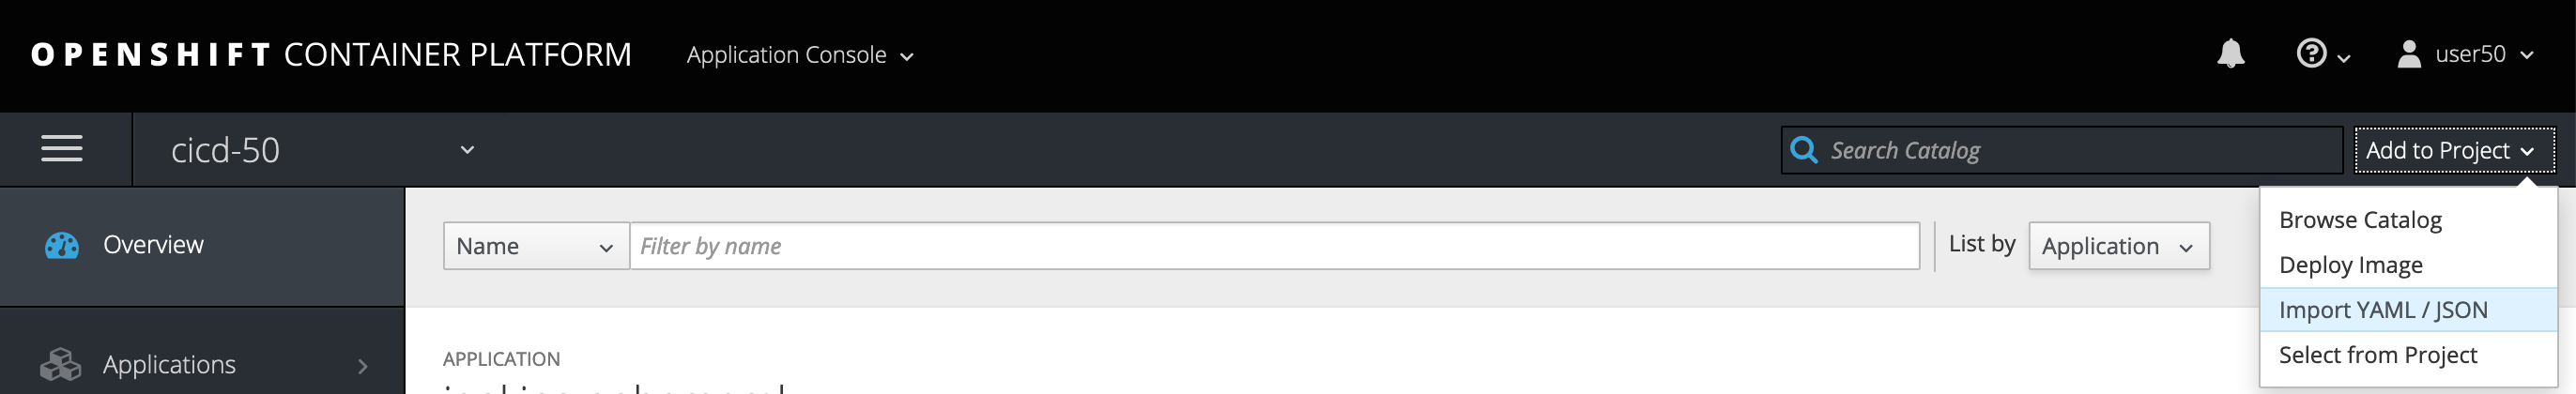 OPENSHIFT CONTAINER PLATFORM Application Console user50
cicd-50 Search Catalog Add to Project
Browse Catalog
Deploy Image
Import YAML / JSON
Select from Project
Overview
Name Filter by name List by Application
Applications
APPLICATION